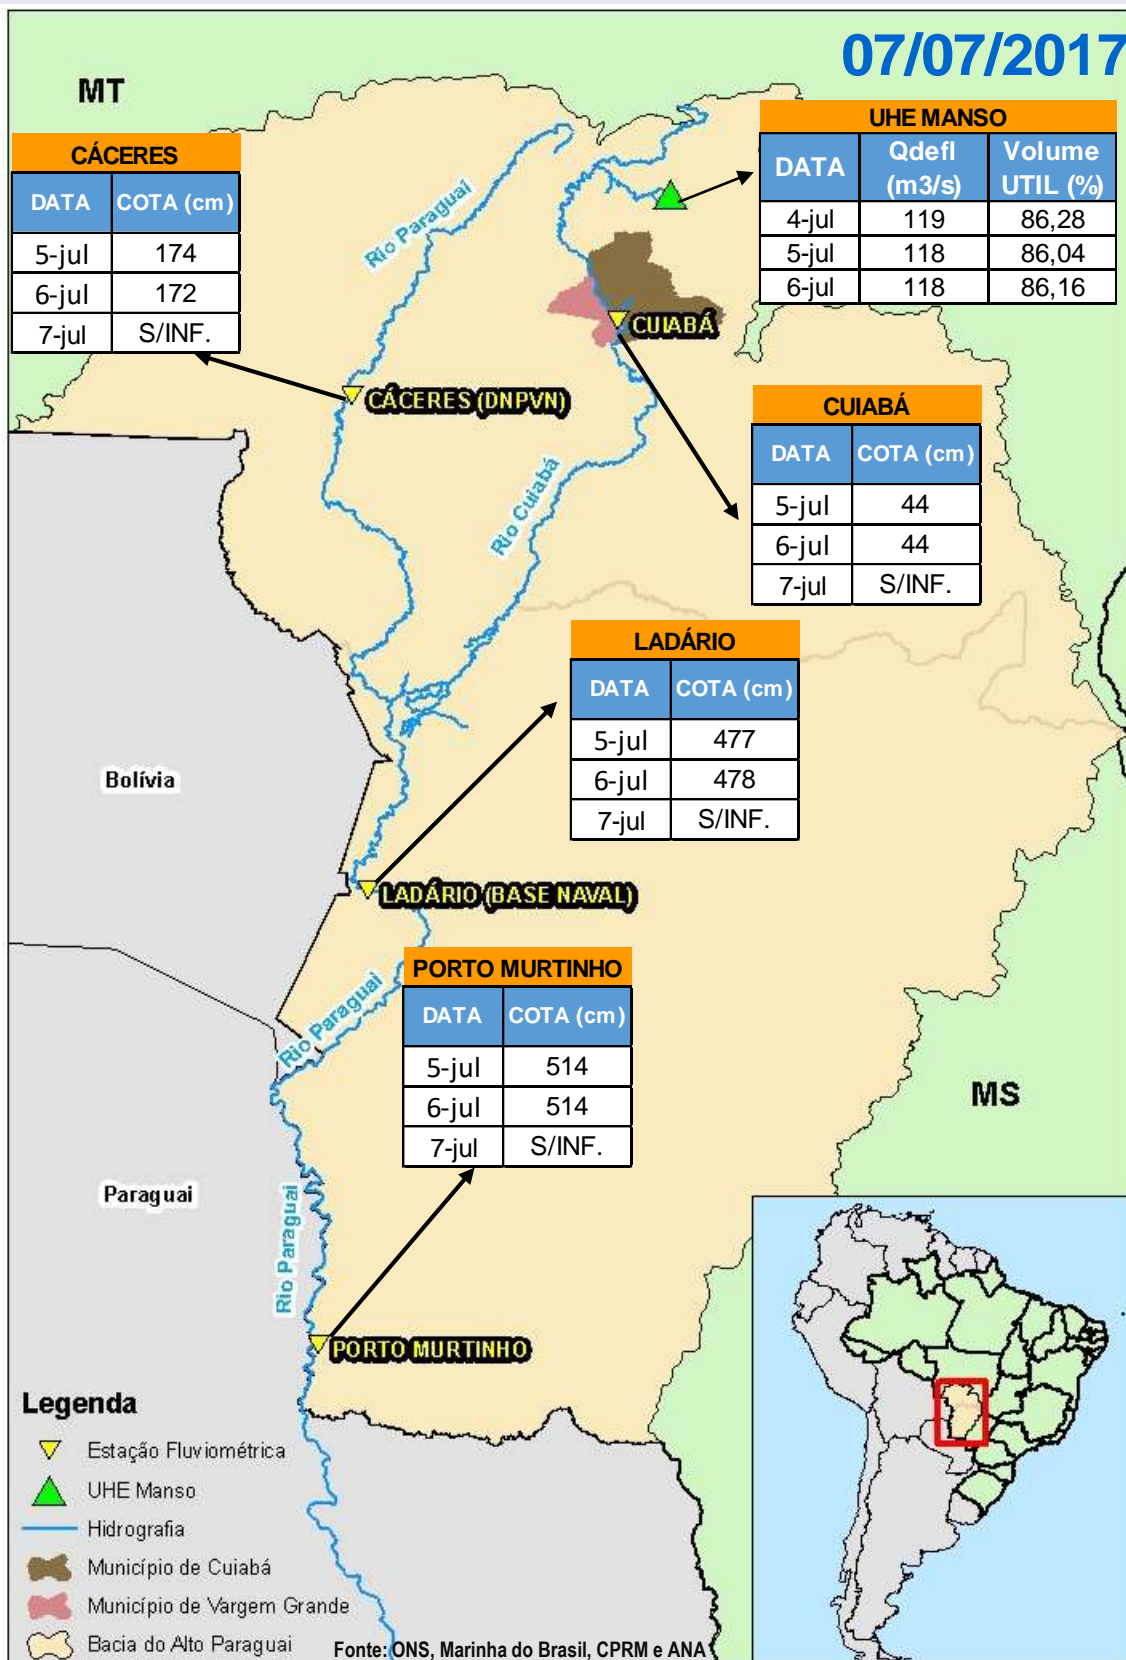 07/07/2017
MT
UHE MANSO
DATA Qdefl (m3/s) Volume UTIL (%)
4-jul 119 86,28
5-jul 118 86,04
6-jul 118 86,16
CÁCERES
DATA COTA (cm)
5-jul 174
6-jul 172
7-jul S/INF.
Rio Paraguai
CUIABÁ
CÁCERES (DNPVN)
CUIABÁ
DATA COTA (cm)
5-jul 44
6-jul 44
7-jul S/INF.
Rio Cuiabá
LADÁRIO
DATA COTA (cm)
5-jul 477
6-jul 478
7-jul S/INF.
Bolívia
LADÁRIO (BASE NAVAL)
PORTO MURTINHO
DATA COTA (cm)
5-jul 514
6-jul 514
7-jul S/INF.
Rio Paraguai
MS
Paraguai
Rio Paraguai
PORTO MURTINHO
Legenda
Estação Fluviométrica
UHE Manso
Hidrografia
Município de Cuiabá
Município de Vargem Grande
Bacia do Alto Paraguai
Fonte: ONS, Marinha do Brasil, CPRM e ANA